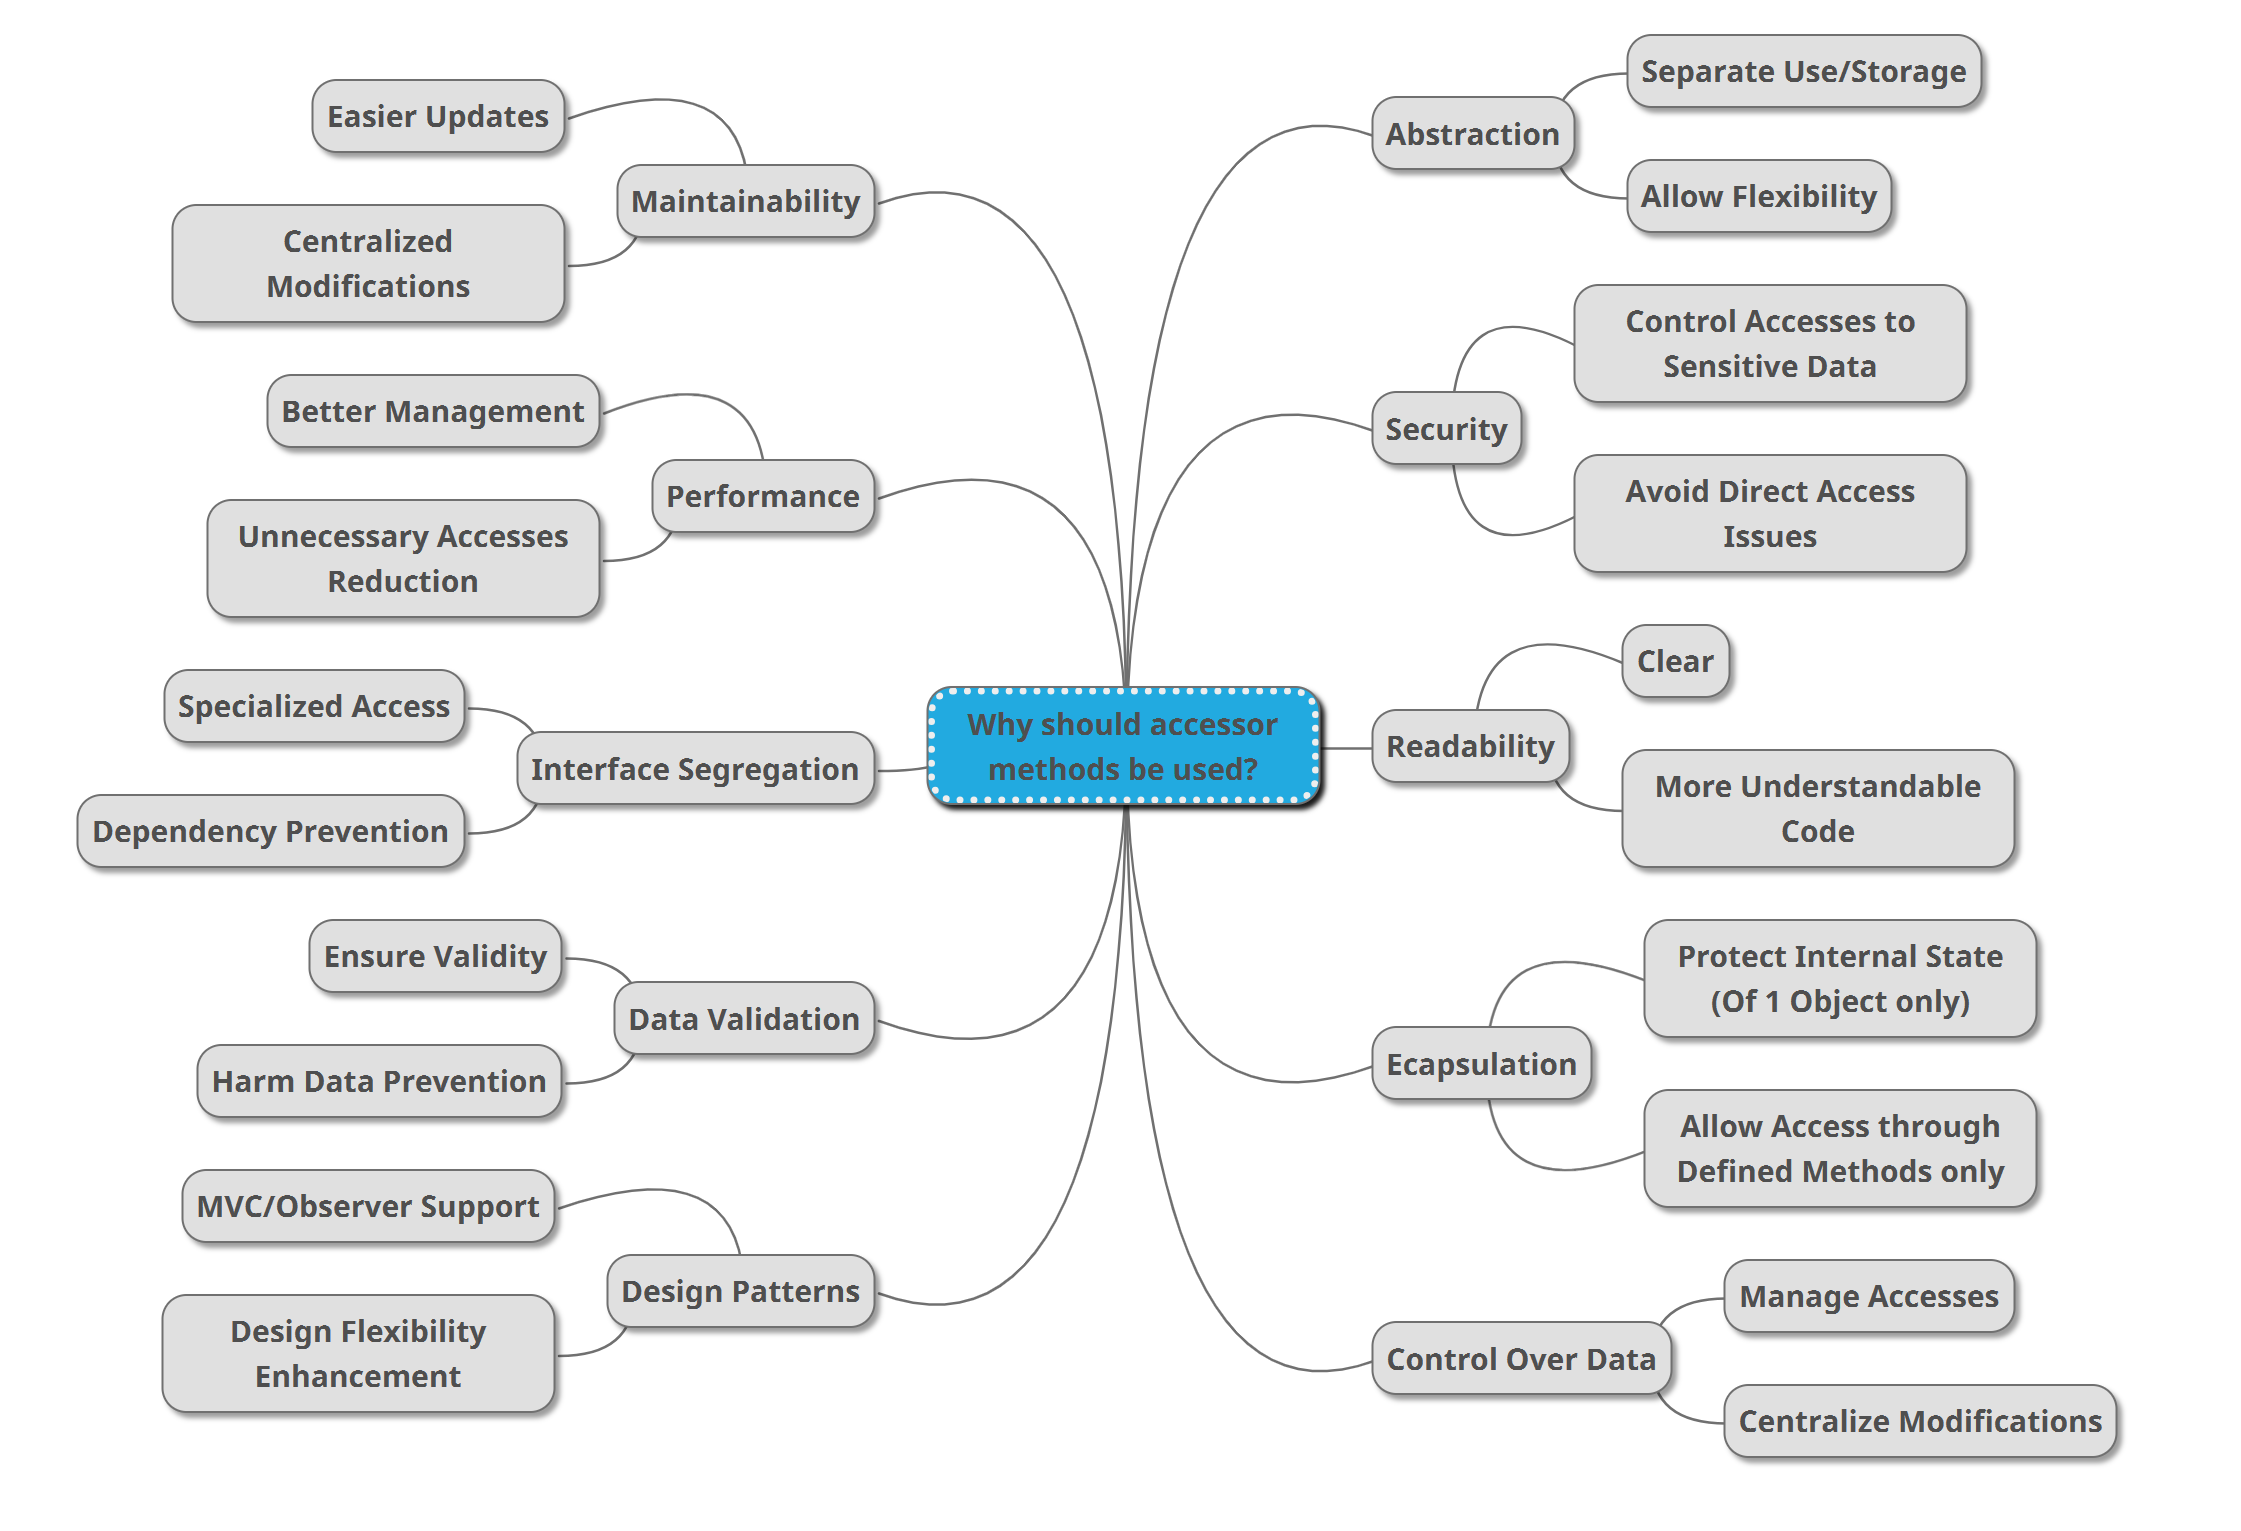 Why should accessor
methods be used?
Abstraction
Separate Use/Storage
Allow Flexibility
Security
Control Accesses to
Sensitive Data
Avoid Direct Access
Issues
Readability
Clear
More Understandable
Code
Ecapsulation
Protect Internal State
(Of 1 Object only)
Allow Access through
Defined Methods only
Control Over Data
Manage Accesses
Centralize Modifications
Maintainability
Easier Updates
Centralized
Modifications
Performance
Better Management
Unnecessary Accesses
Reduction
Interface Segregation
Specialized Access
Dependency Prevention
Data Validation
Ensure Validity
Harm Data Prevention
Design Patterns
MVC/Observer Support
Design Flexibility
Enhancement